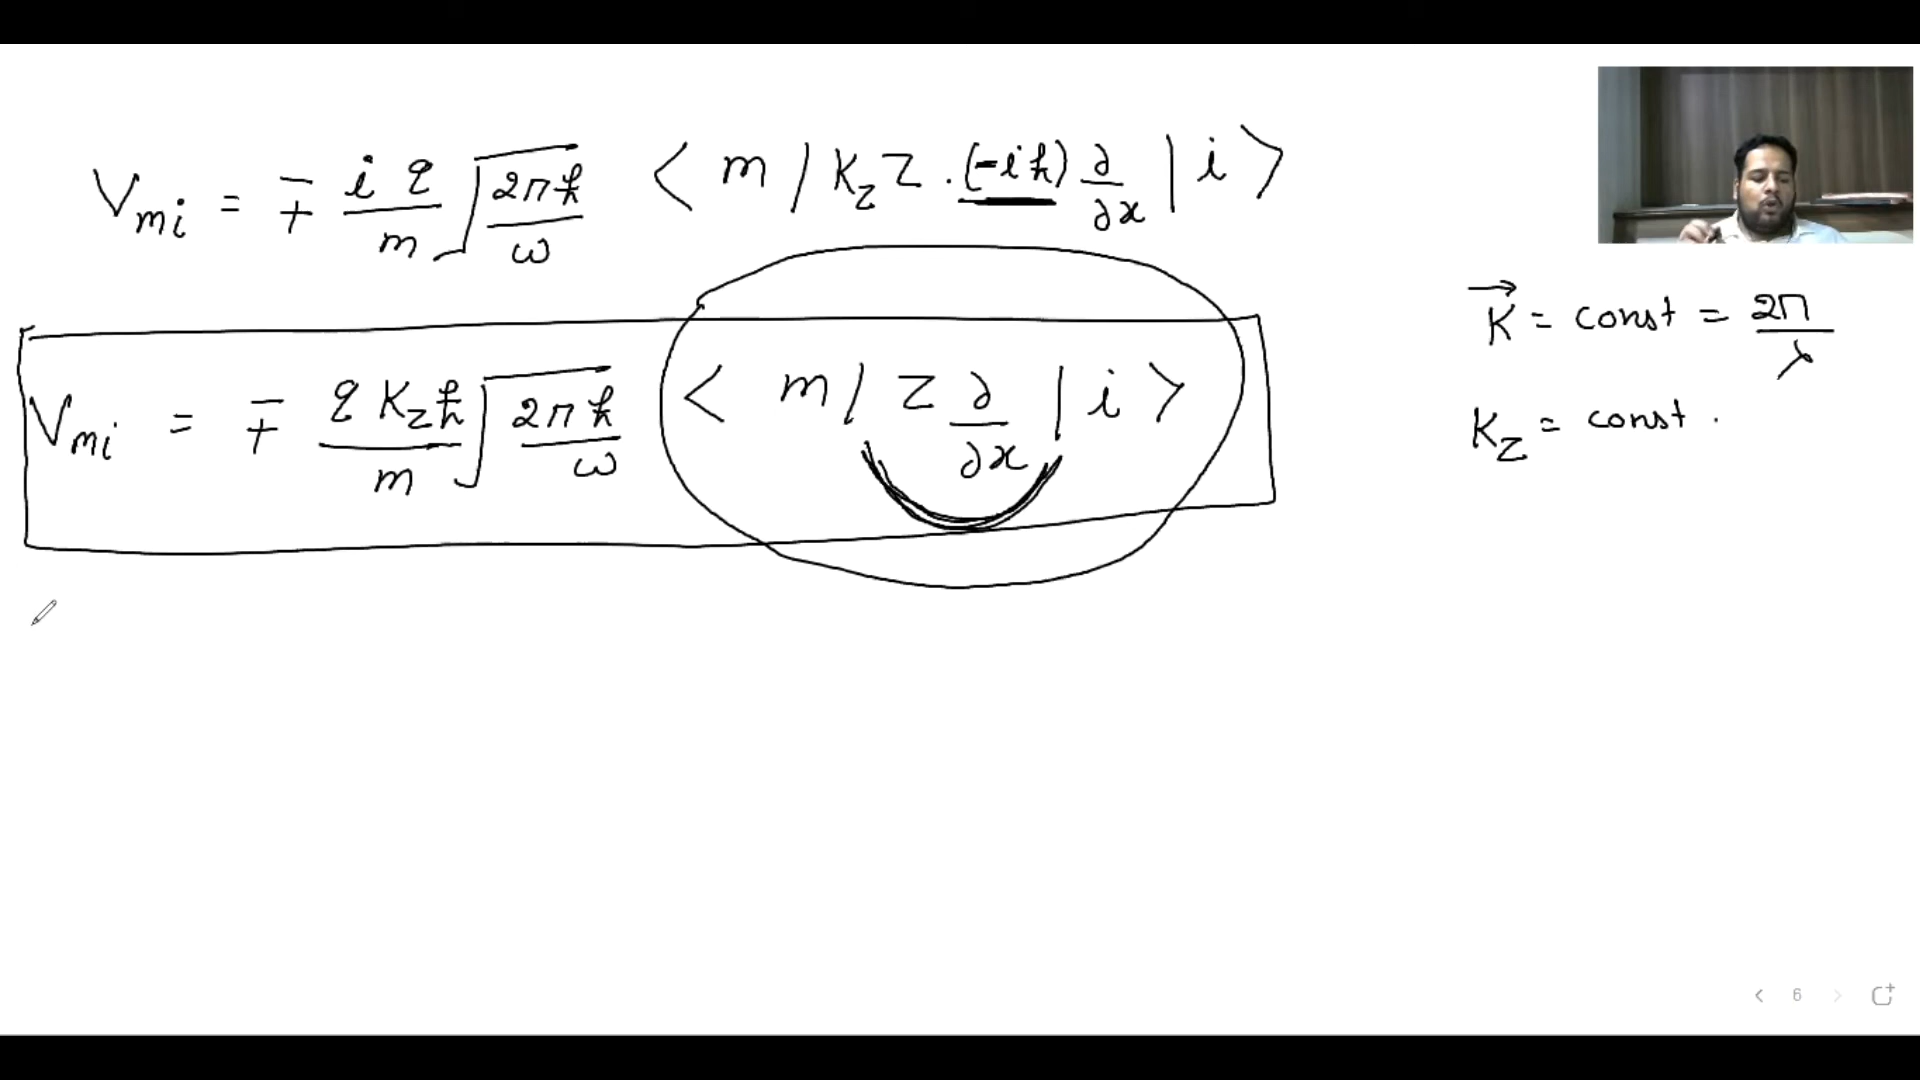 V_mi = ∓ i q/m √(2πħ/ω) < m / K_z Z . (-iħ) ∂/∂x | i >
K⃗ = const = 2π/λ
V_mi = ∓ q K_z ħ/m √(2πħ/ω) < m / Z ∂/∂x | i >
K_z = const .
6